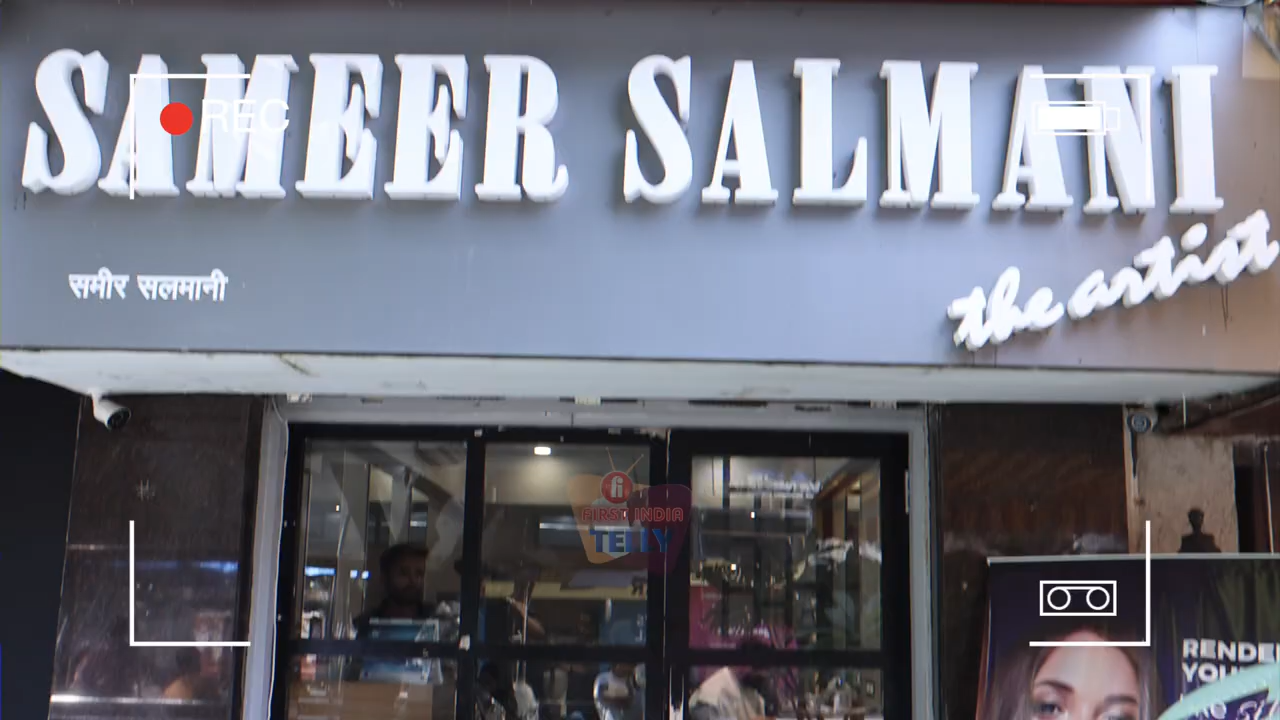 SAMEER SALMANI
REC
समीर सलमानी
the artist
FIRST INDIA
TELLY
RENDE
YOU